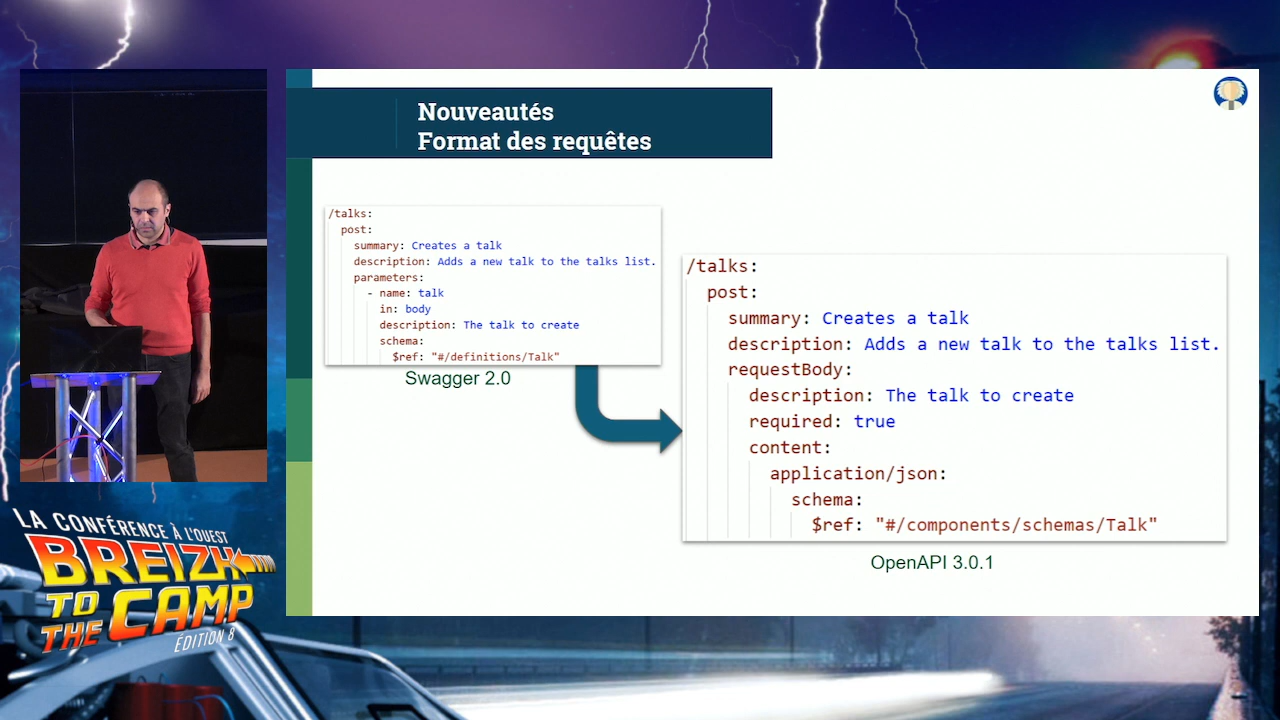 Nouveautés
Format des requêtes
/talks:
post:
summary: Creates a talk
description: Adds a new talk to the talks list.
parameters:
- name: talk
in: body
description: The talk to create
schema:
$ref: "#/definitions/Talk"
Swagger 2.0
/talks:
post:
summary: Creates a talk
description: Adds a new talk to the talks list.
requestBody:
description: The talk to create
required: true
content:
application/json:
schema:
$ref: "#/components/schemas/Talk"
OpenAPI 3.0.1
LA CONFÉRENCE À L'OUEST
BREIZH
TO
THE CAMP
ÉDITION 8